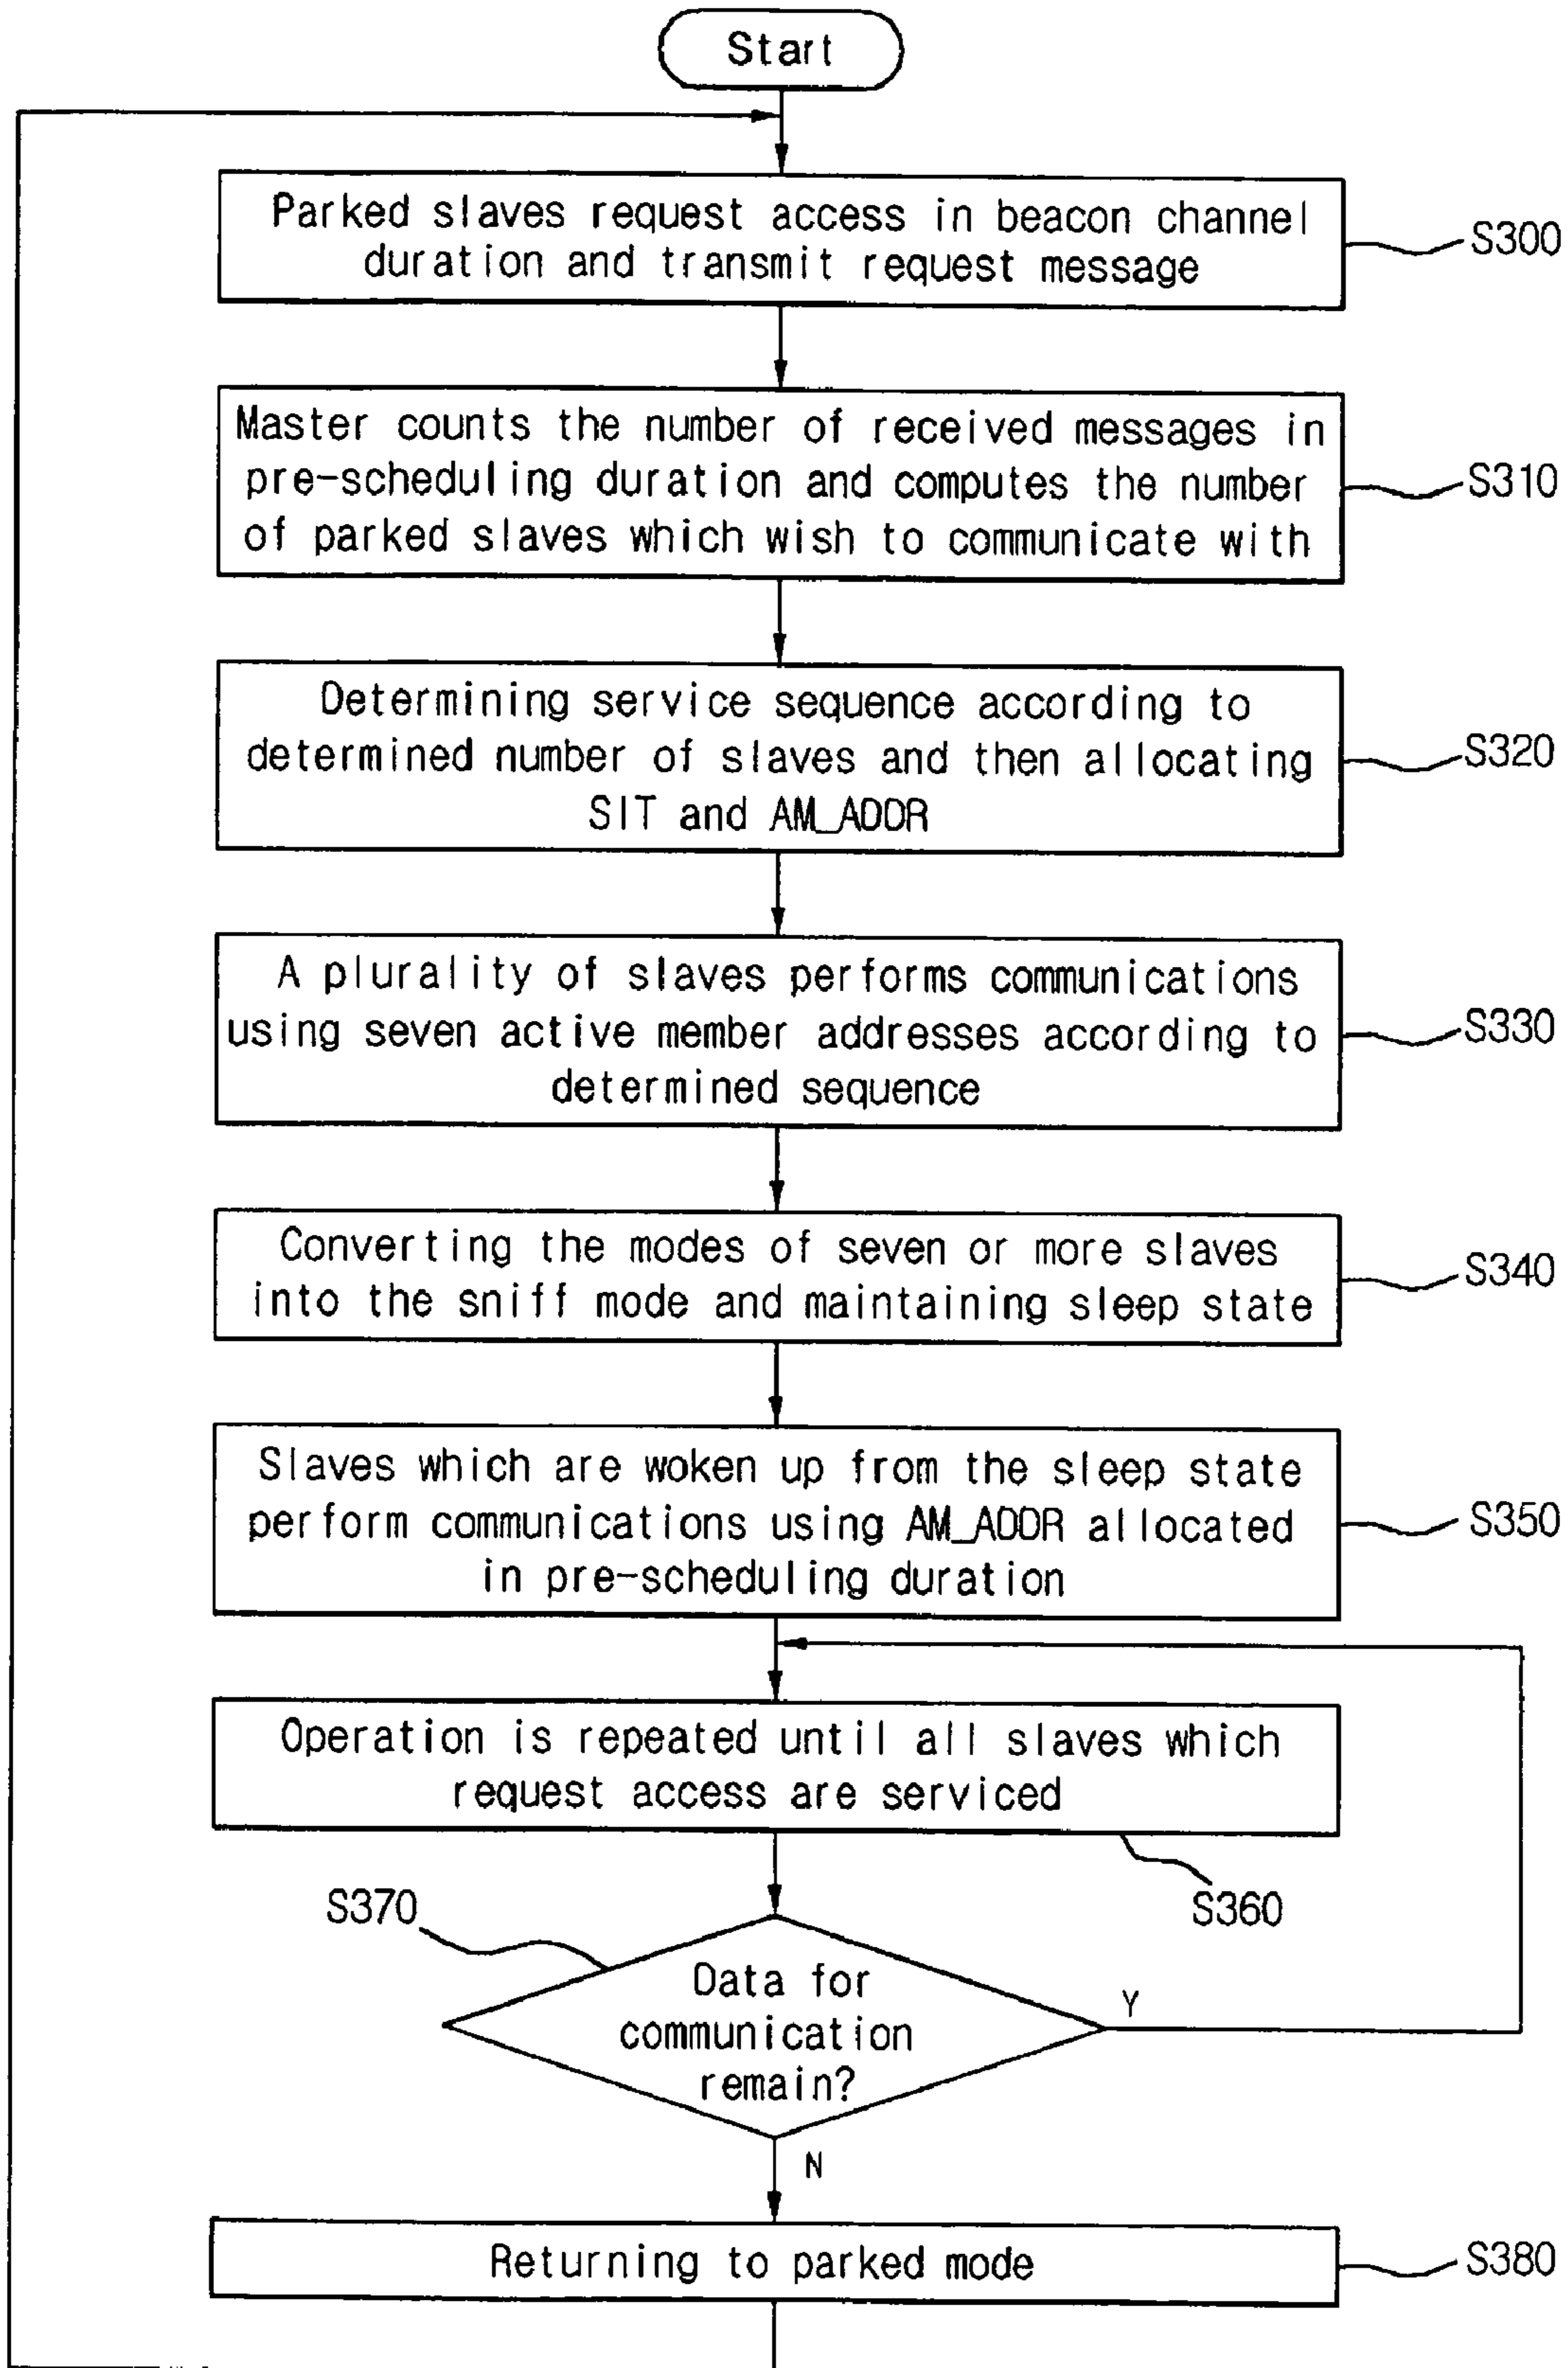 Start
Parked slaves request access in beacon channel
duration and transmit request message
S300
Master counts the number of received messages in
pre-scheduling duration and computes the number
of parked slaves which wish to communicate with
S310
Determining service sequence according to
determined number of slaves and then allocating
SIT and AM_ADDR
S320
A plurality of slaves performs communications
using seven active member addresses according to
determined sequence
S330
Converting the modes of seven or more slaves
into the sniff mode and maintaining sleep state
S340
Slaves which are woken up from the sleep state
perform communications using AM_ADDR allocated
in pre-scheduling duration
S350
Operation is repeated until all slaves which
request access are serviced
S360
S370
Data for
communication
remain?
Y
N
Returning to parked mode
S380